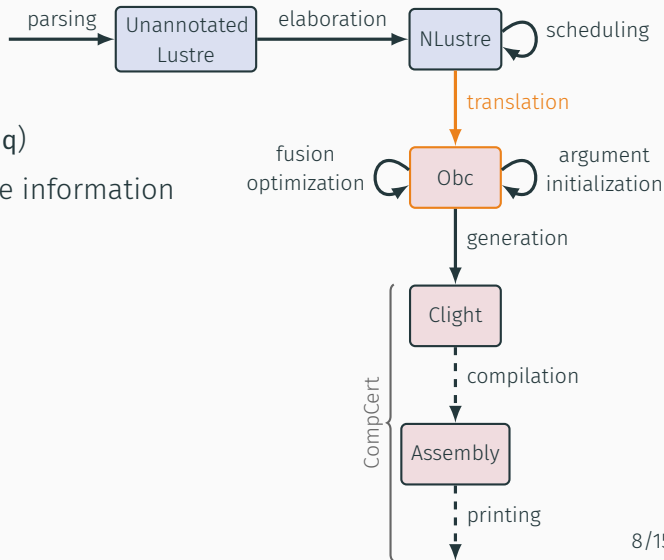 parsing
Unannotated
Lustre
elaboration
NLustre
scheduling
translation
q)
e information
fusion
optimization
Obc
argument
initialization
generation
Clight
compilation
CompCert
Assembly
printing
8/15